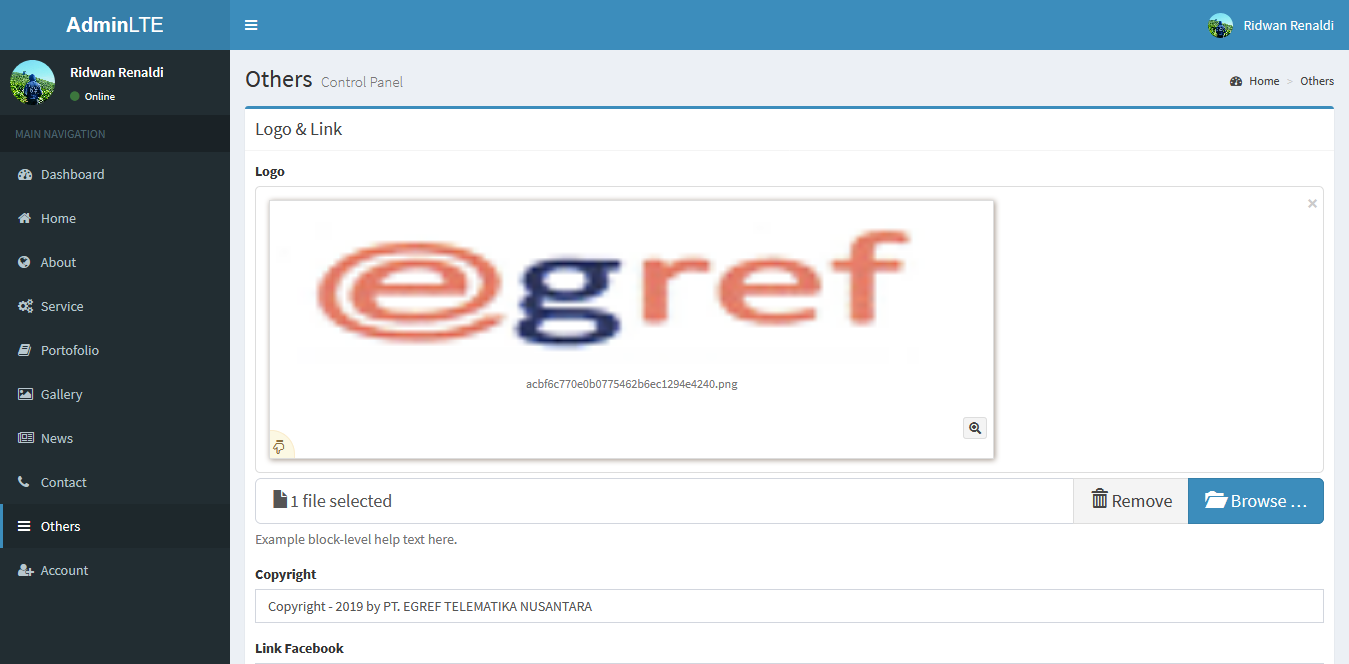 AdminLTE
Ridwan Renaldi
Ridwan Renaldi
Online
MAIN NAVIGATION
Dashboard
Home
About
Service
Portofolio
Gallery
News
Contact
Others
Account
Others Control Panel
Home > Others
Logo & Link
Logo
×
egref
acbf6c770e0b0775462b6ec1294e4240.png
1 file selected
Remove
Browse …
Example block-level help text here.
Copyright
Copyright - 2019 by PT. EGREF TELEMATIKA NUSANTARA
Link Facebook